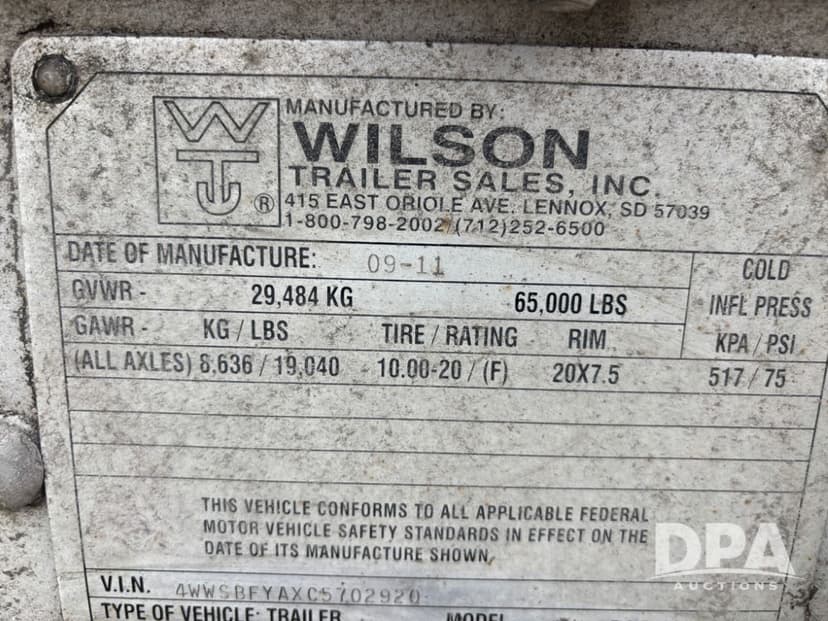 MANUFACTURED BY:
WTJ
WILSON
TRAILER SALES, INC.
® 415 EAST ORIOLE AVE. LENNOX, SD 57039
1-800-798-2002/(712)252-6500
DATE OF MANUFACTURE: 09-11 COLD
GVWR - 29,484 KG 65,000 LBS INFL PRESS
GAWR - KG / LBS TIRE / RATING RIM KPA / PSI
(ALL AXLES) 8,636 / 19,040 10.00-20 / (F) 20X7.5 517 / 75
THIS VEHICLE CONFORMS TO ALL APPLICABLE FEDERAL
MOTOR VEHICLE SAFETY STANDARDS IN EFFECT ON THE
DATE OF ITS MANUFACTURE SHOWN.
DPA
AUCTIONS
V.I.N. 4WWSBFYAXC5702920
TYPE OF VEHICLE: TRAILER MODEL